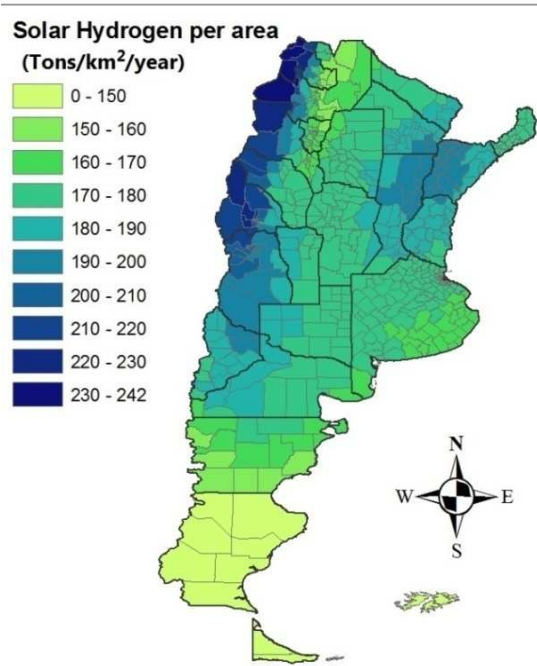 Solar Hydrogen per area
(Tons/km²/year)
0 - 150
150 - 160
160 - 170
170 - 180
180 - 190
190 - 200
200 - 210
210 - 220
220 - 230
230 - 242
N
W E
S